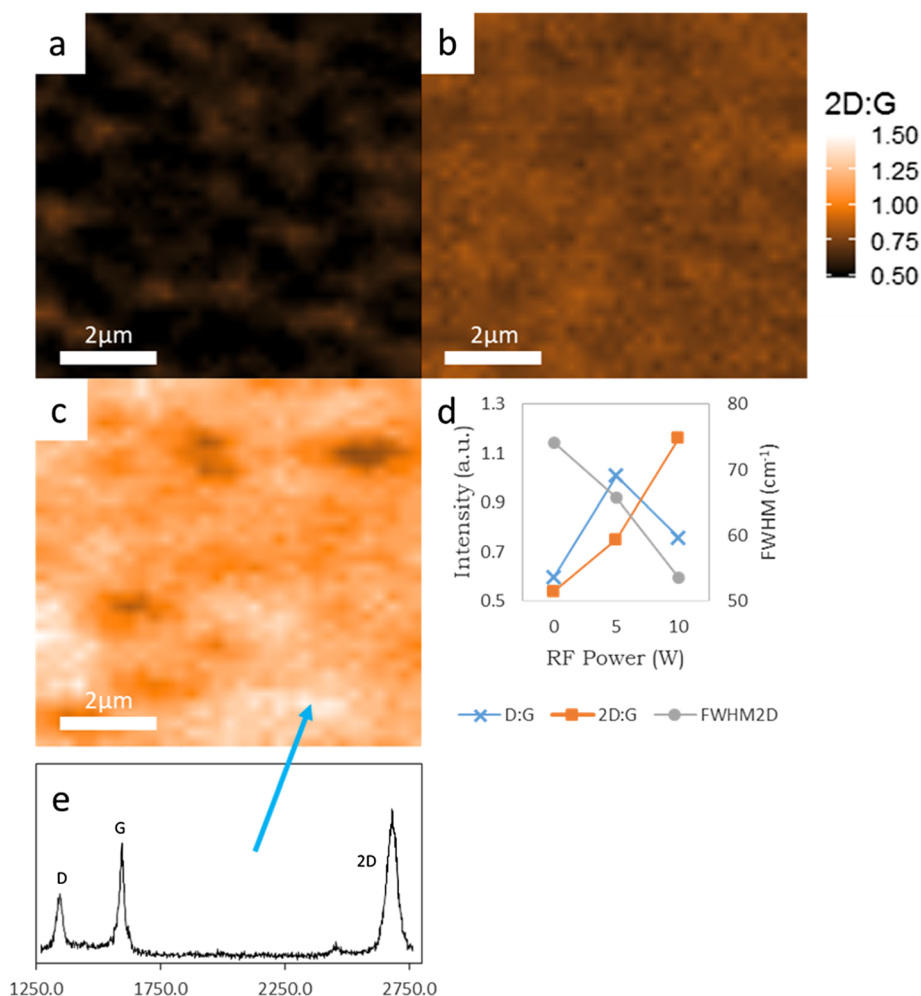 a
b
2D:G
1.50
1.25
1.00
0.75
0.50
2μm
2μm
c
d
1.3
1.1
0.9
0.7
0.5
Intensity (a.u.)
80
70
60
50
FWHM (cm-1)
0 5 10
RF Power (W)
D:G 2D:G FWHM2D
2μm
e
D
G
2D
1250.0 1750.0 2250.0 2750.0